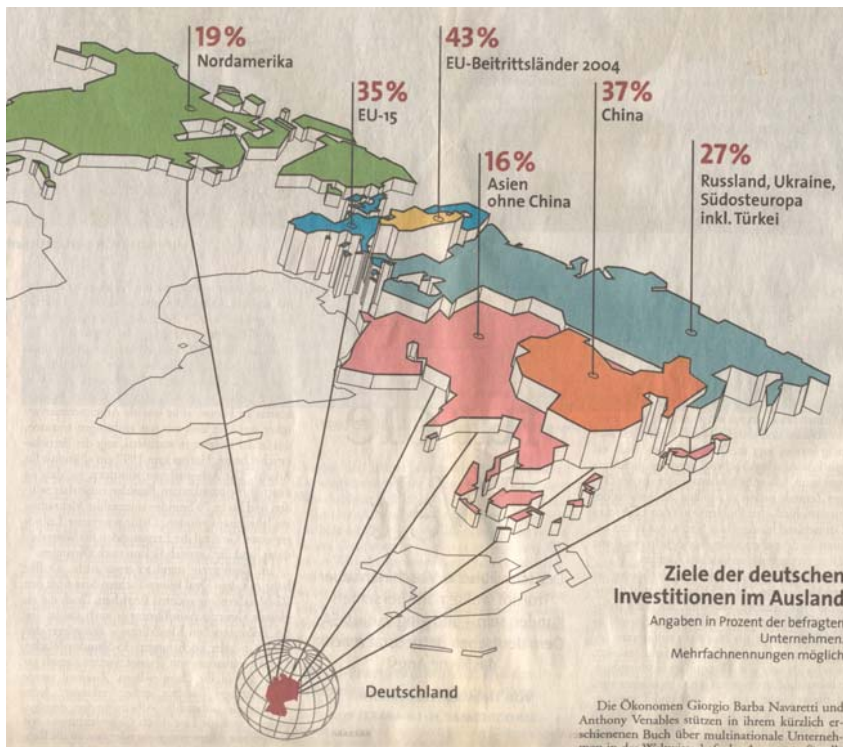 19%
Nordamerika
43%
EU-Beitrittsländer 2004
35%
EU-15
37%
China
16%
Asien
ohne China
27%
Russland, Ukraine,
Südosteuropa
inkl. Türkei
Ziele der deutschen
Investitionen im Ausland
Angaben in Prozent der befragten
Unternehmen,
Mehrfachnennungen möglich
Deutschland
Die Ökonomen Giorgio Barba Navaretti und
Anthony Venables stützen in ihrem kürzlich er-
schienenen Buch über multinationale Unterneh-